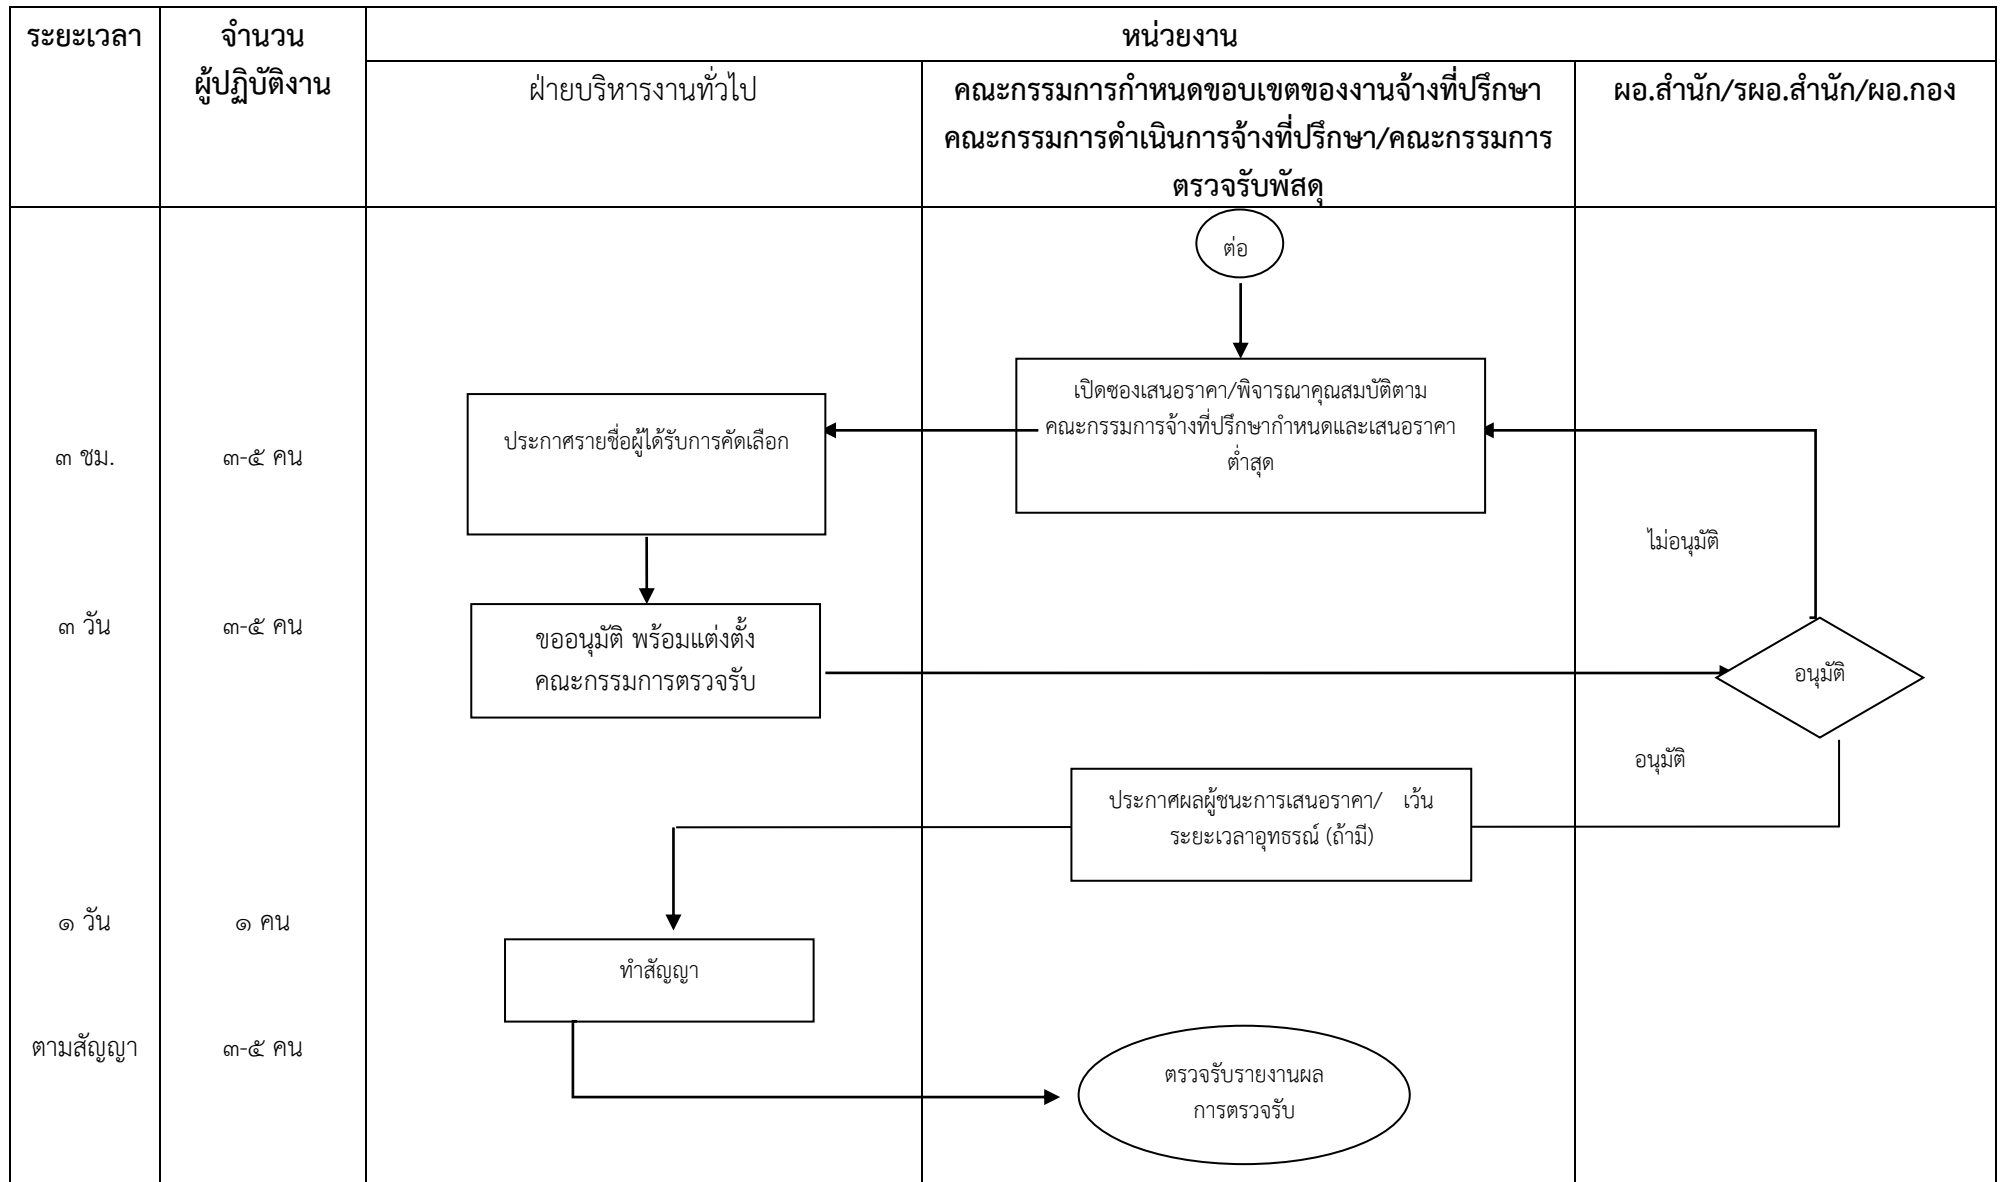 ระยะเวลา
จำนวน
ผู้ปฏิบัติงาน
หน่วยงาน
ฝ่ายบริหารงานทั่วไป
คณะกรรมการกำหนดขอบเขตของงานจ้างที่ปรึกษา
คณะกรรมการดำเนินการจ้างที่ปรึกษา/คณะกรรมการ
ตรวจรับพัสดุ
ผอ.สำนัก/รผอ.สำนัก/ผอ.กอง
ต่อ
เปิดซองเสนอราคา/พิจารณาคุณสมบัติตาม
คณะกรรมการจ้างที่ปรึกษากำหนดและเสนอราคา
ต่ำสุด
ประกาศรายชื่อผู้ได้รับการคัดเลือก
๓ ชม.
๓-๕ คน
ไม่อนุมัติ
๓ วัน
๓-๕ คน
ขออนุมัติ พร้อมแต่งตั้ง
คณะกรรมการตรวจรับ
อนุมัติ
อนุมัติ
ประกาศผลผู้ชนะการเสนอราคา/ เว้น
ระยะเวลาอุทธรณ์ (ถ้ามี)
๑ วัน
๑ คน
ทำสัญญา
ตามสัญญา
๓-๕ คน
ตรวจรับรายงานผล
การตรวจรับ